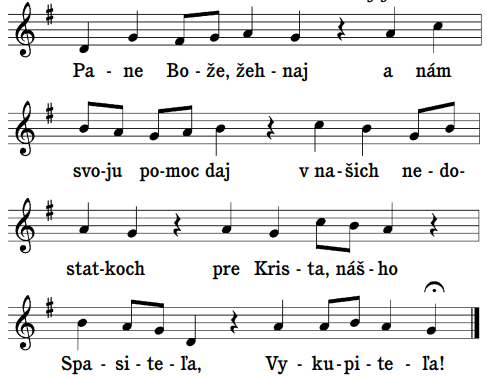 Pa - ne Bo - že, žeh - naj a nám
svo-ju po-moc daj v na-šich ne-do-
stat-koch pre Kris - ta, náš-ho
Spa - si - te - ľa, Vy - ku-pi - te - ľa!